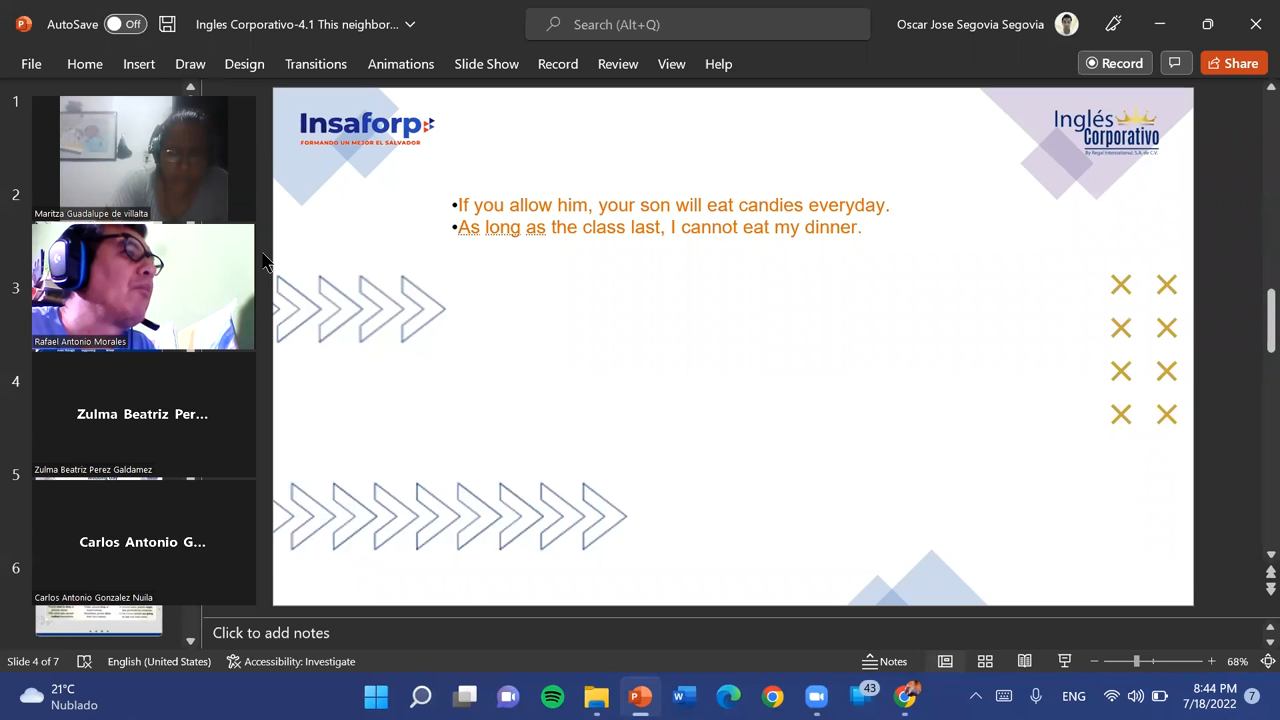 AutoSave Off Ingles Corporativo-4.1 This neighbor... Search (Alt+Q) Oscar Jose Segovia Segovia
File Home Insert Draw Design Transitions Animations Slide Show Record Review View Help Record Share
1
Maritza Guadalupe de villalta
2
Rafael Antonio Morales
3
4
Zulma Beatriz Per...
Zulma Beatriz Perez Galdamez
5
Carlos Antonio G...
Carlos Antonio Gonzalez Nuila
6
Insaforp
FORMANDO UN MEJOR EL SALVADOR
Inglés
Corporativo
By Regal International, S.A. de C.V.
•If you allow him, your son will eat candies everyday.
•As long as the class last, I cannot eat my dinner.
Click to add notes
Slide 4 of 7 English (United States) Accessibility: Investigate Notes 68%
21°C
Nublado
43
ENG
8:44 PM
7/18/2022
7